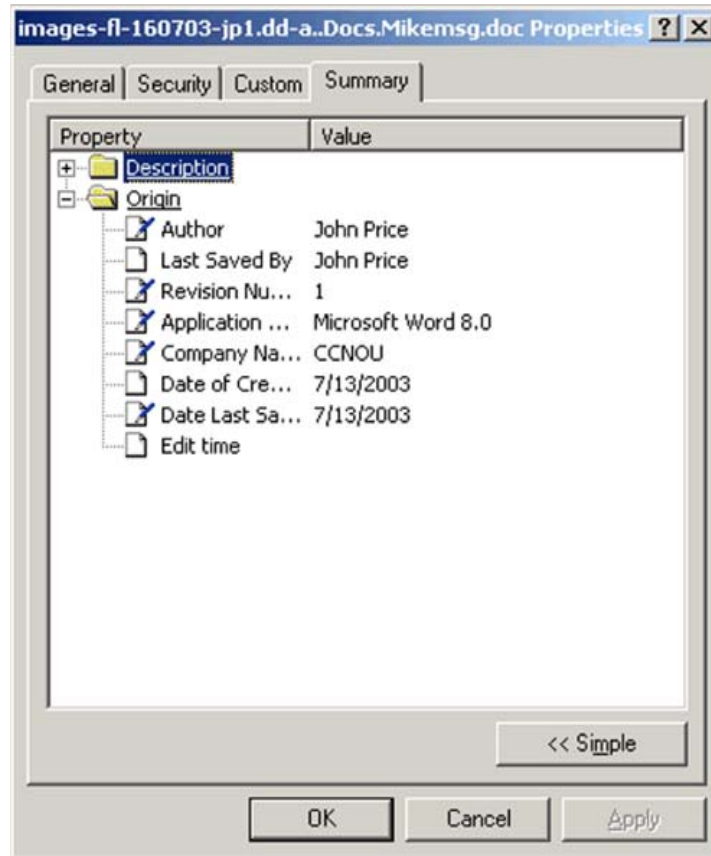 images-fl-160703-jp1.dd-a..Docs.Mikemsg.doc Properties ? X
General Security Custom Summary
Property Value
Description
Origin
Author John Price
Last Saved By John Price
Revision Nu... 1
Application ... Microsoft Word 8.0
Company Na... CCNOU
Date of Cre... 7/13/2003
Date Last Sa... 7/13/2003
Edit time
<< Simple
OK Cancel Apply